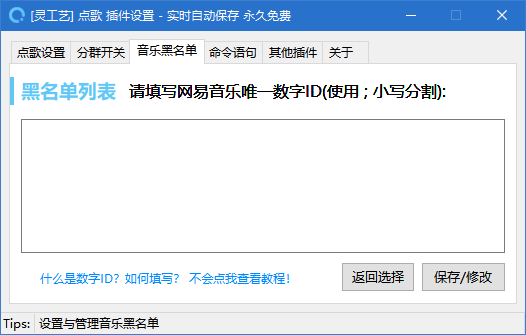 [灵工艺] 点歌 插件设置 - 实时自动保存 永久免费
点歌设置 分群开关 音乐黑名单 命令语句 其他插件 关于
黑名单列表 请填写网易音乐唯一数字ID(使用 ; 小写分割):
什么是数字ID? 如何填写? 不会点我查看教程! 返回选择 保存/修改
Tips: 设置与管理音乐黑名单